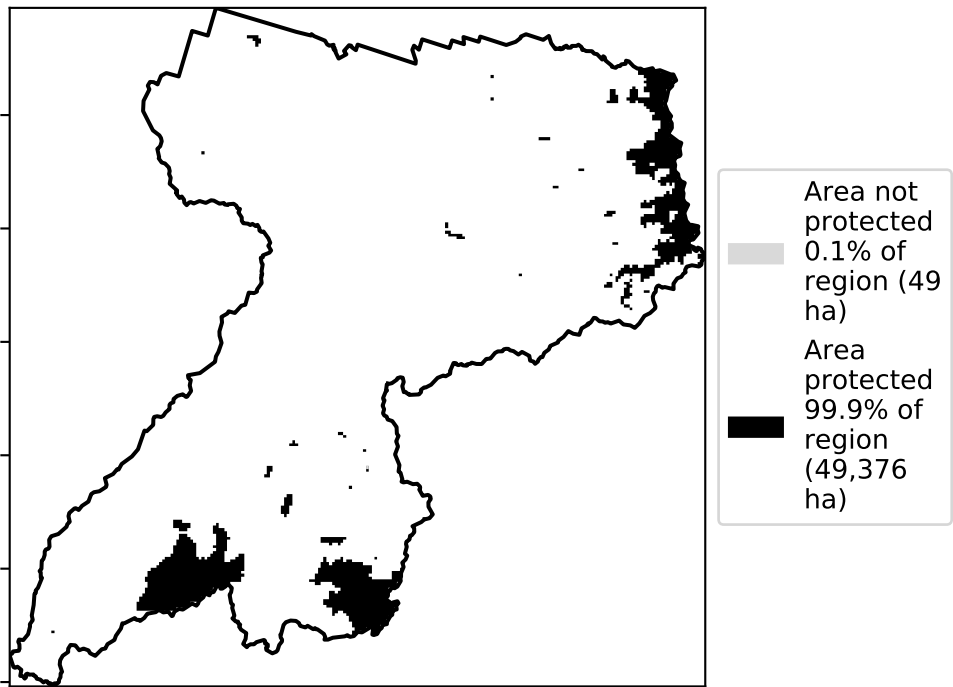 Area not
protected
0.1% of
region (49
ha)
Area
protected
99.9% of
region
(49,376
ha)